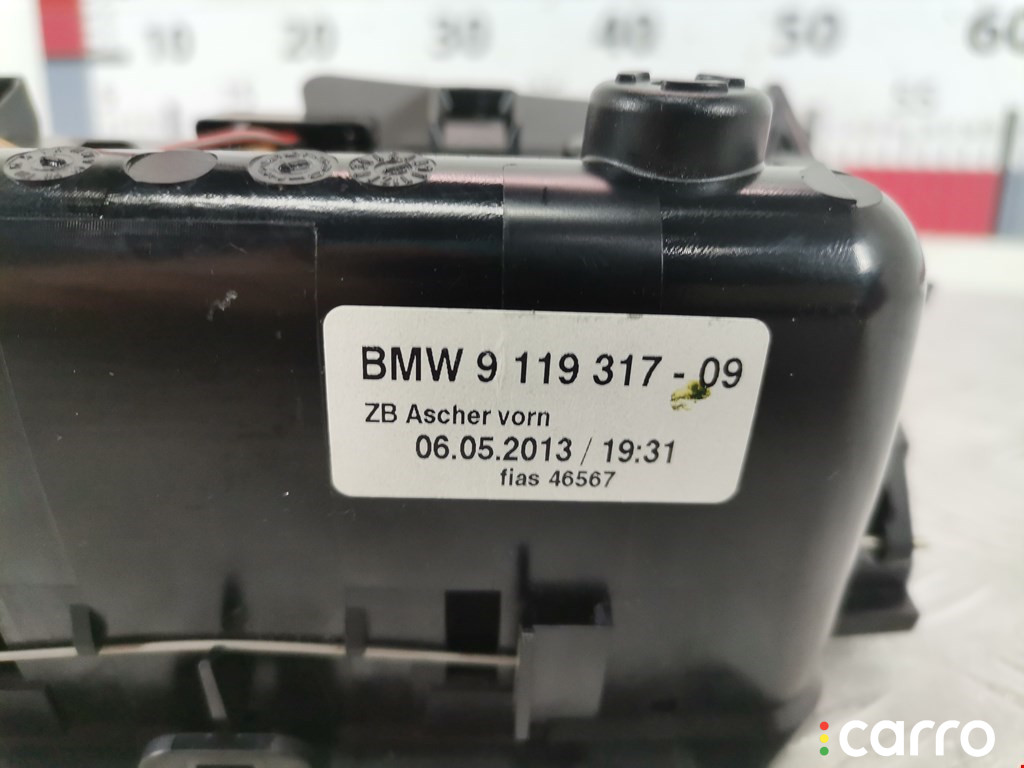 10 20 30 40 50 60
55
BMW 9 119 317 - 09
ZB Ascher vorn
06.05.2013 / 19:31
fias 46567
carro